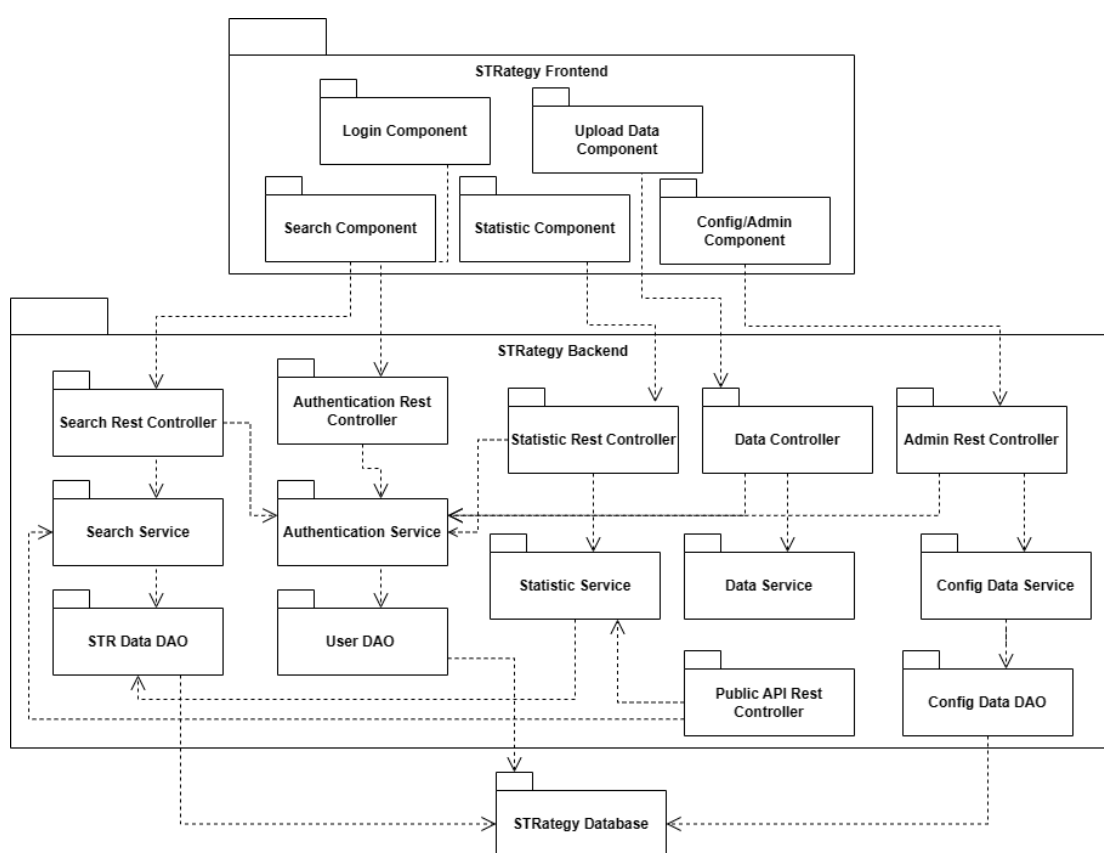 STRategy Frontend
Login Component
Upload Data
Component
Search Component
Statistic Component
Config/Admin
Component
STRategy Backend
Search Rest Controller
Authentication Rest
Controller
Statistic Rest Controller
Data Controller
Admin Rest Controller
Search Service
Authentication Service
Statistic Service
Data Service
Config Data Service
STR Data DAO
User DAO
Public API Rest
Controller
Config Data DAO
STRategy Database